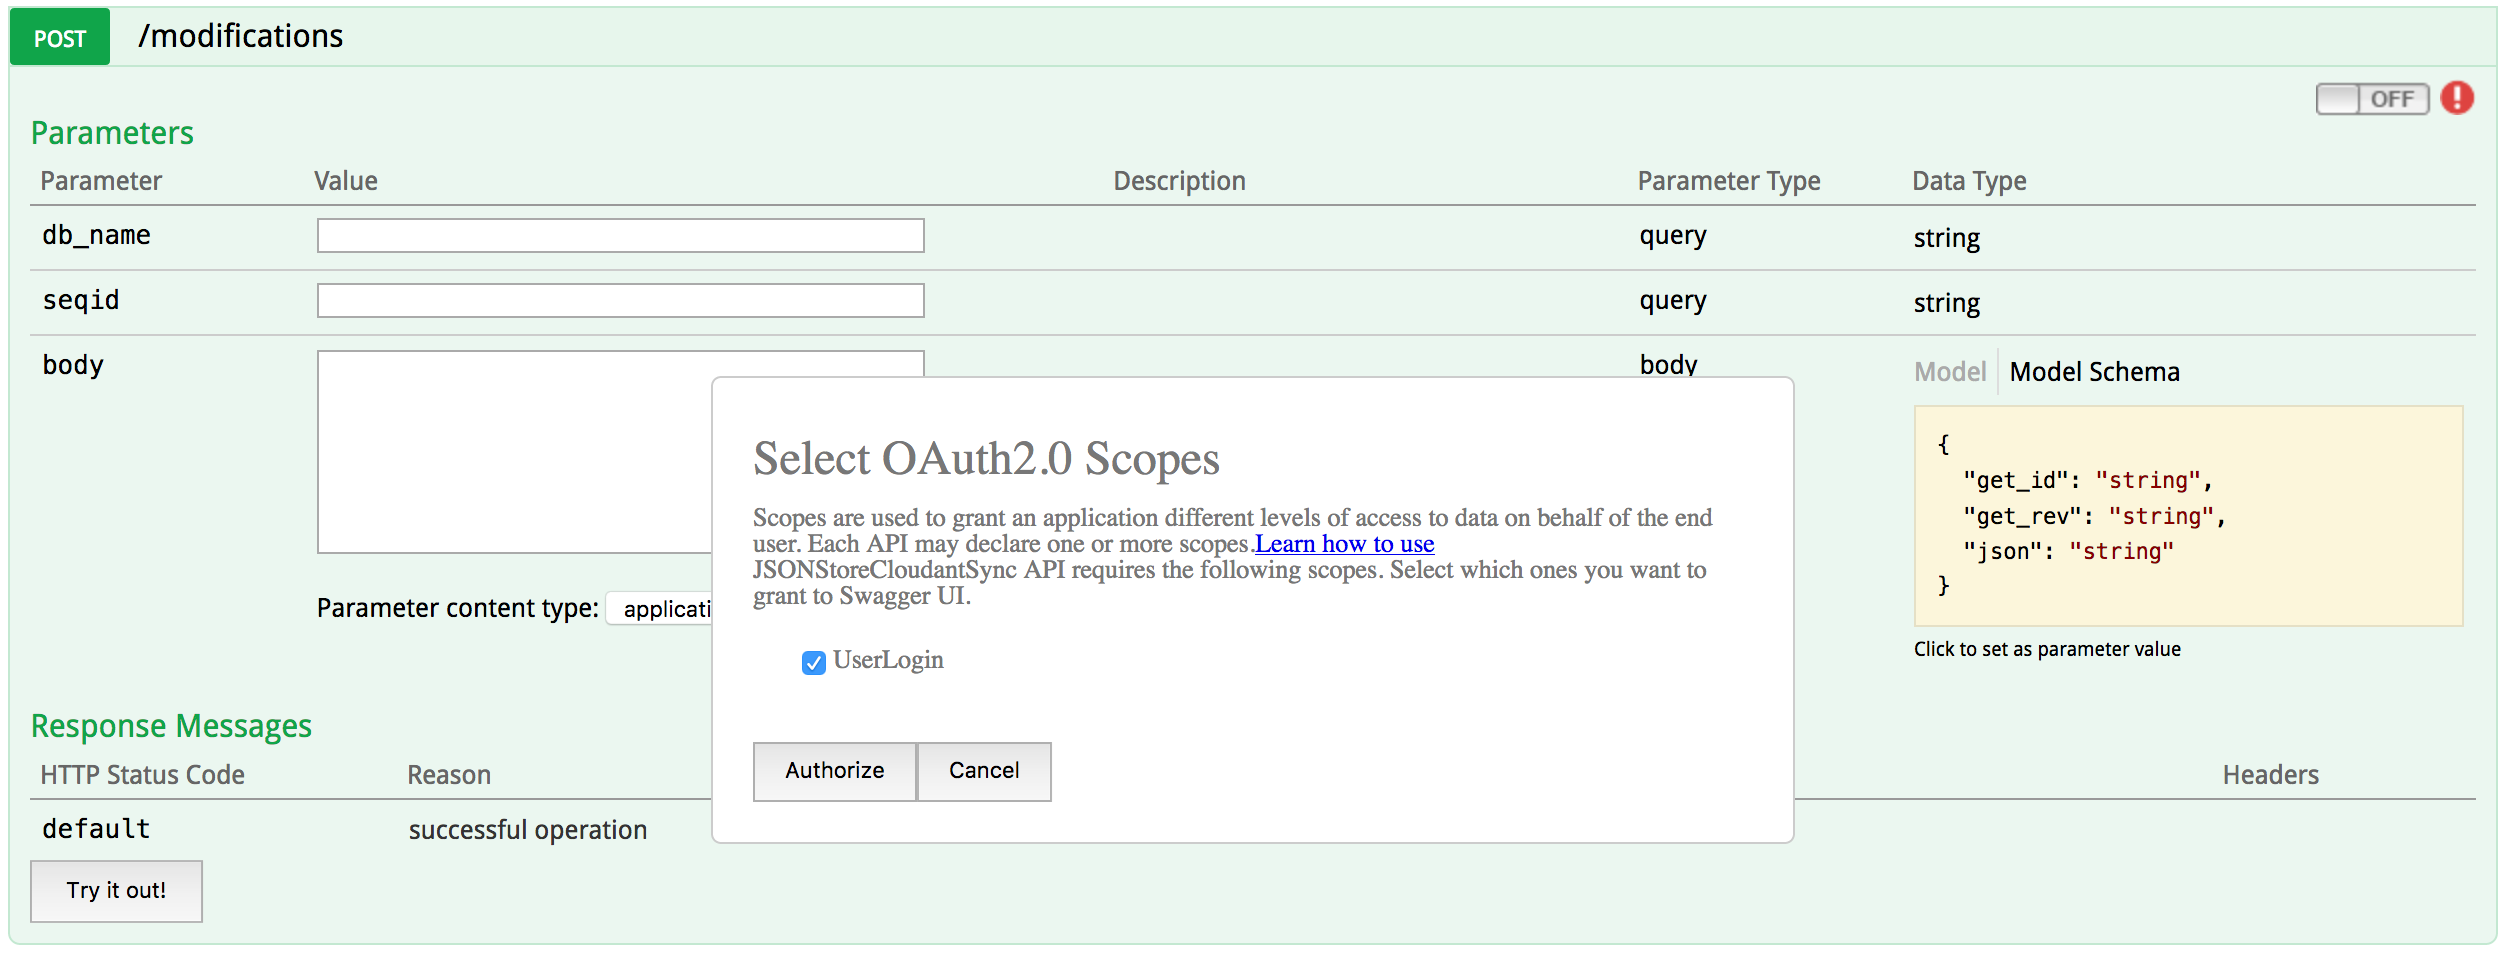 POST /modifications
OFF
Parameters
Parameter Value Description Parameter Type Data Type
db_name query string
seqid query string
body body Model Model Schema
{
"get_id": "string",
"get_rev": "string",
"json": "string"
}
Click to set as parameter value
Parameter content type: applicati
Select OAuth2.0 Scopes
Scopes are used to grant an application different levels of access to data on behalf of the end
user. Each API may declare one or more scopes.Learn how to use
JSONStoreCloudantSync API requires the following scopes. Select which ones you want to
grant to Swagger UI.
UserLogin
Authorize Cancel
Response Messages
HTTP Status Code Reason Headers
default successful operation
Try it out!